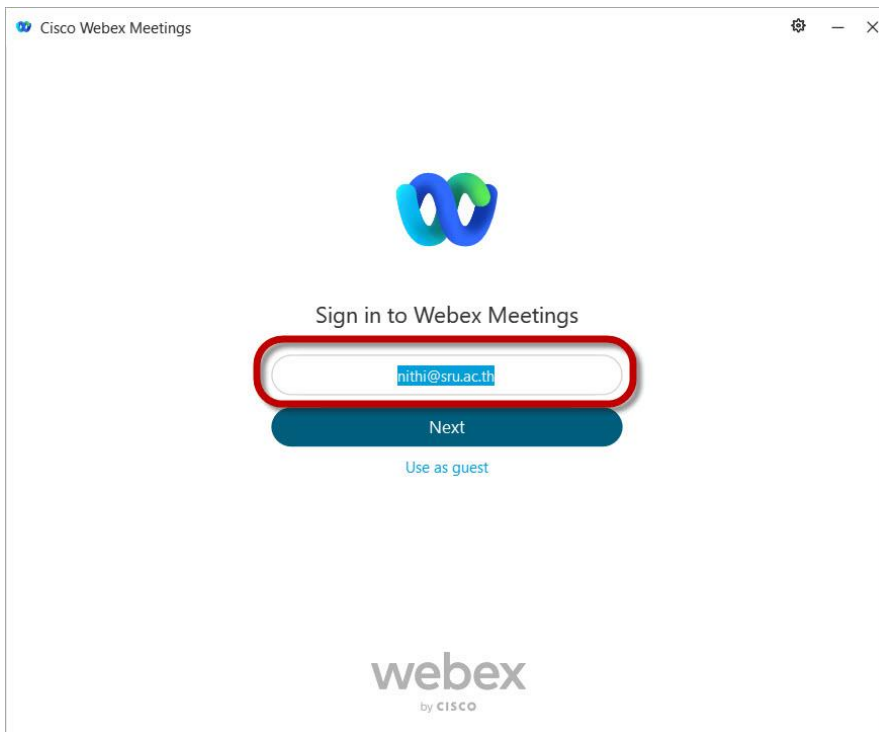 Cisco Webex Meetings
Sign in to Webex Meetings
nithi@sru.ac.th
Next
Use as guest
webex
by CISCO